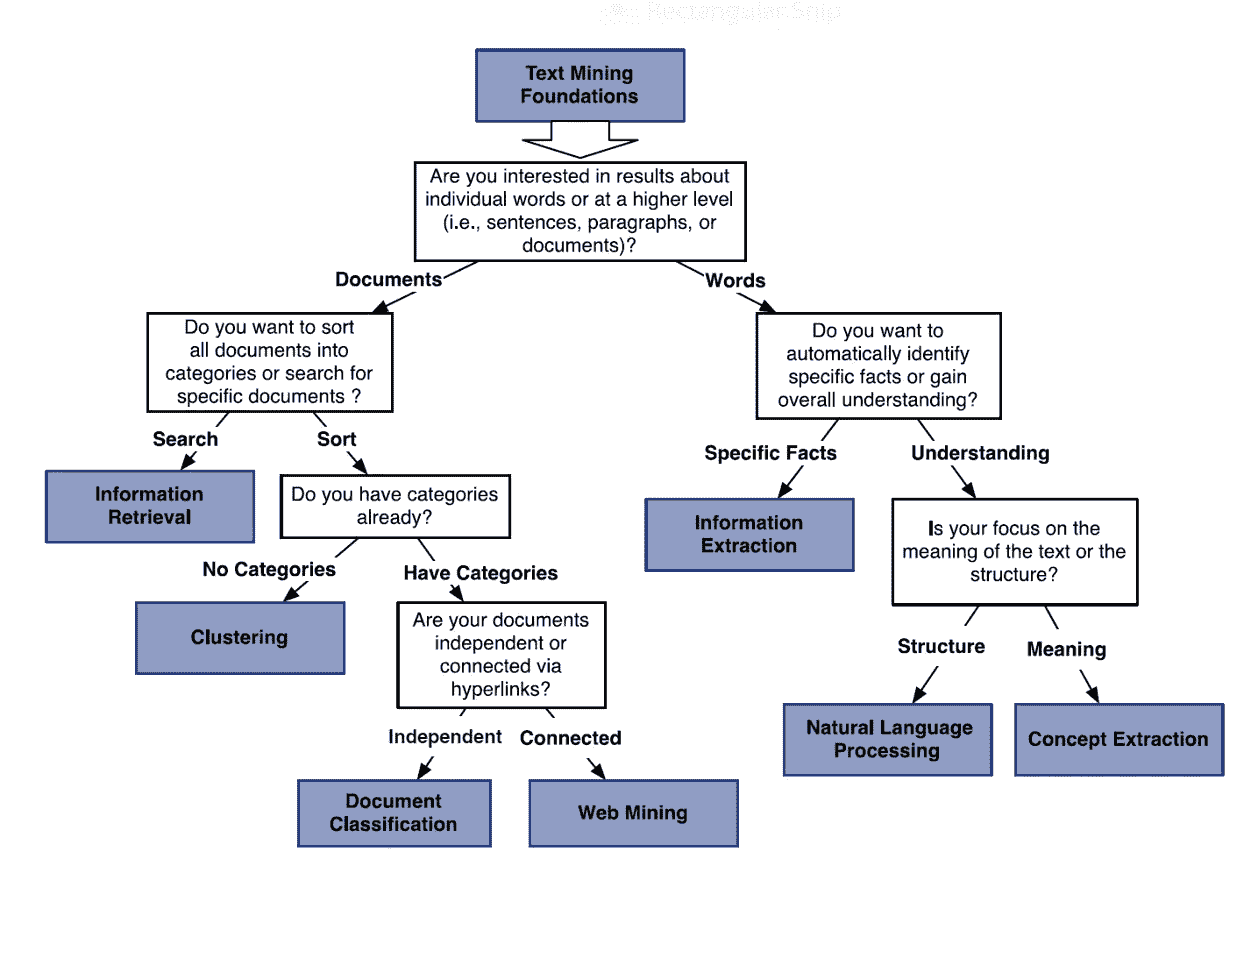 Rectangular Snip
Text Mining
Foundations
Are you interested in results about
individual words or at a higher level
(i.e., sentences, paragraphs, or
documents)?
Documents
Words
Do you want to sort
all documents into
categories or search for
specific documents ?
Do you want to
automatically identify
specific facts or gain
overall understanding?
Search
Sort
Specific Facts
Understanding
Information
Retrieval
Do you have categories
already?
Information
Extraction
Is your focus on the
meaning of the text or the
structure?
No Categories
Have Categories
Clustering
Are your documents
independent or
connected via
hyperlinks?
Structure
Meaning
Independent
Connected
Natural Language
Processing
Concept Extraction
Document
Classification
Web Mining